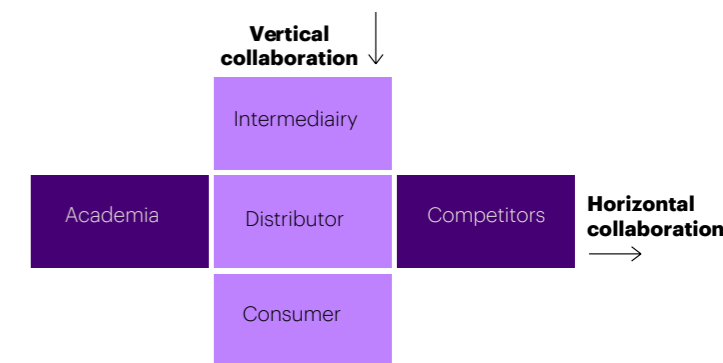 Vertical
collaboration
Intermediairy
Academia
Distributor
Competitors
Horizontal
collaboration
Consumer